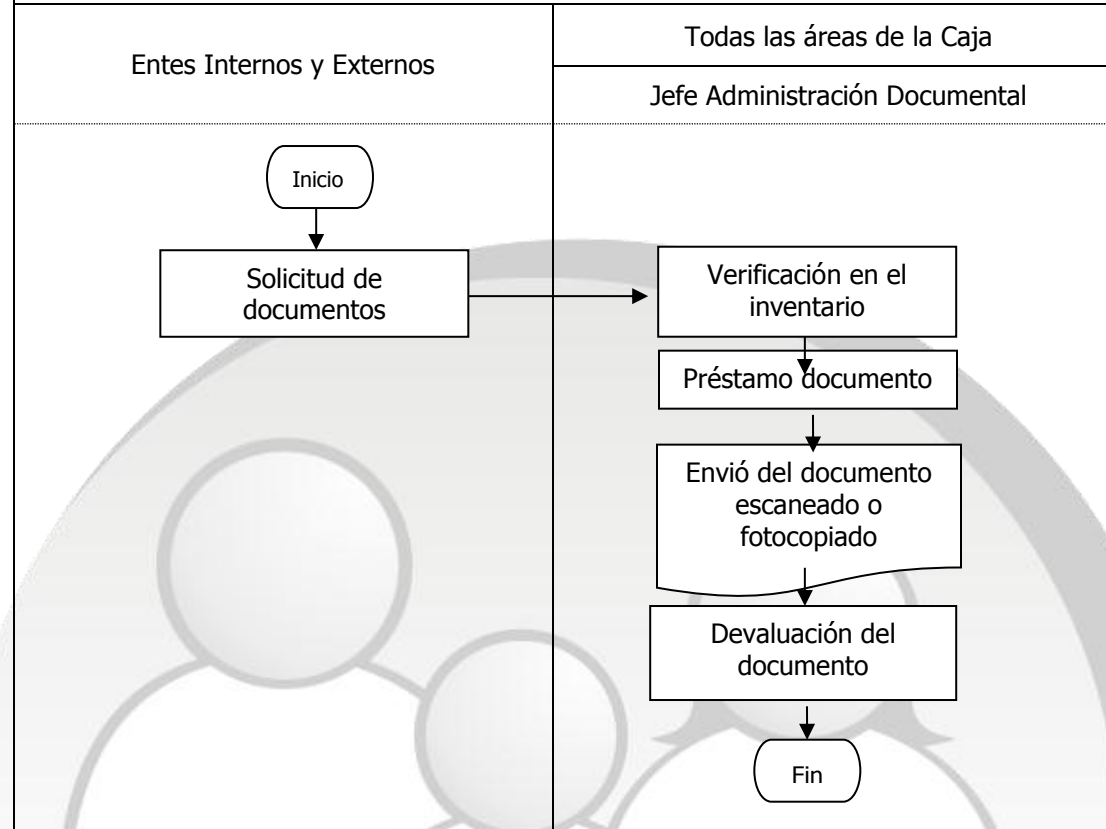 Entes Internos y Externos
Todas las áreas de la Caja
Jefe Administración Documental
Inicio
Solicitud de
documentos
Verificación en el
inventario
Préstamo documento
Envió del documento
escaneado o
fotocopiado
Devaluación del
documento
Fin